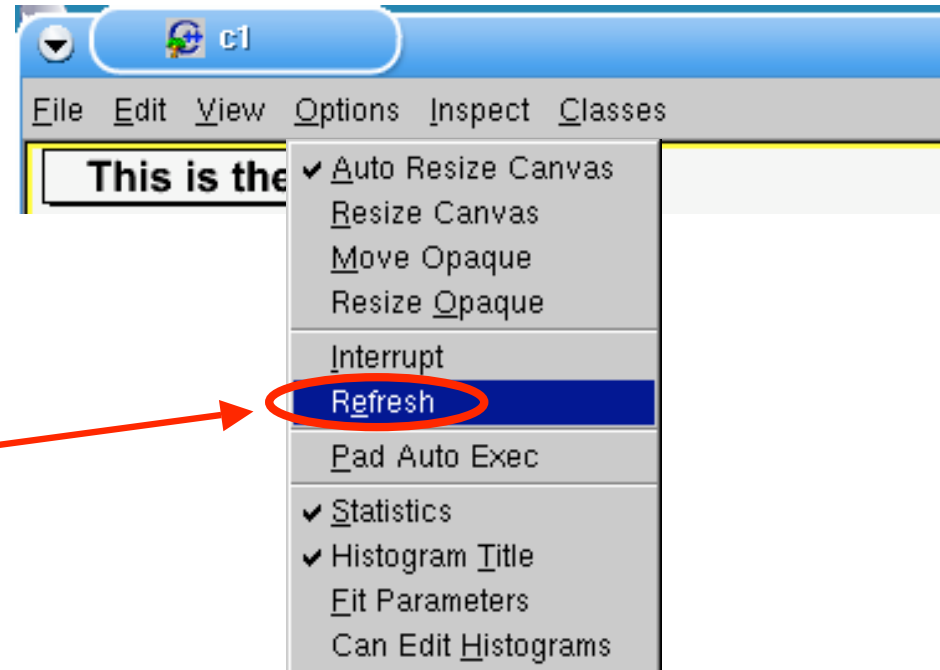 c1
File Edit View Options Inspect Classes
This is the
Auto Resize Canvas
Resize Canvas
Move Opaque
Resize Opaque
Interrupt
Refresh
Pad Auto Exec
Statistics
Histogram Title
Fit Parameters
Can Edit Histograms